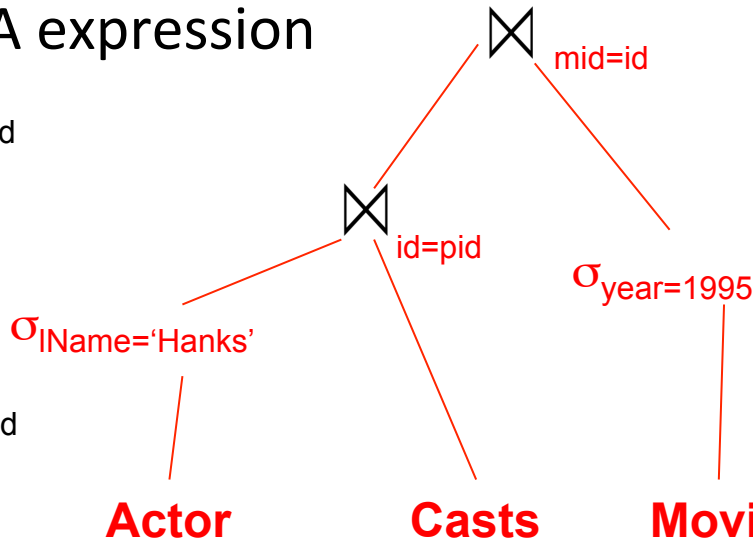 A expression
mid=id
d
id=pid
σyear=1995
σlName='Hanks'
d
Actor Casts Movi